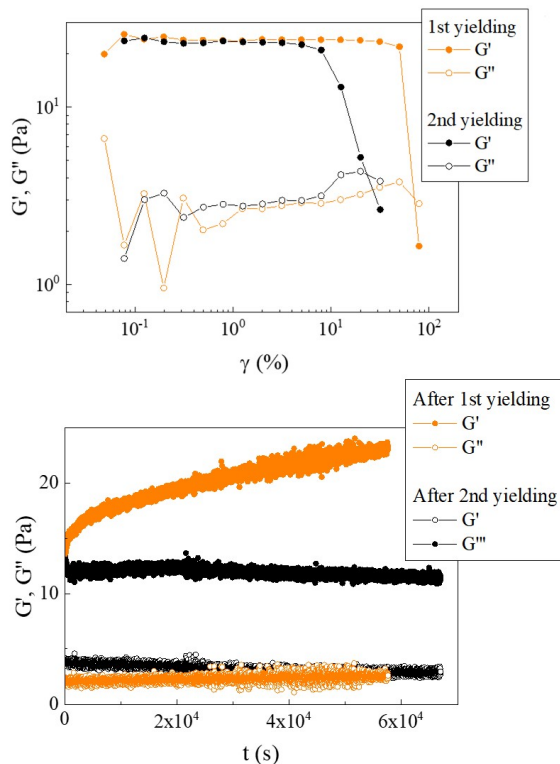 1st yielding
G'
G''
2nd yielding
G'
G''
10¹
10⁰
G', G'' (Pa)
10⁻¹
10⁰
10¹
10²
γ (%)
After 1st yielding
G'
G''
After 2nd yielding
G'
G'''
20
10
0
G', G'' (Pa)
0
2x10⁴
4x10⁴
6x10⁴
t (s)